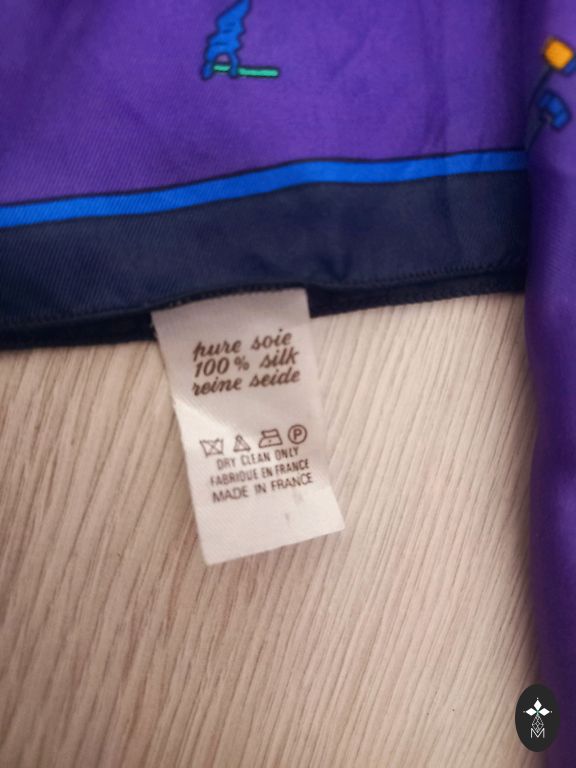 pure soie
100% silk
reine seide
P
DRY CLEAN ONLY
FABRIQUE EN FRANCE
MADE IN FRANCE
M